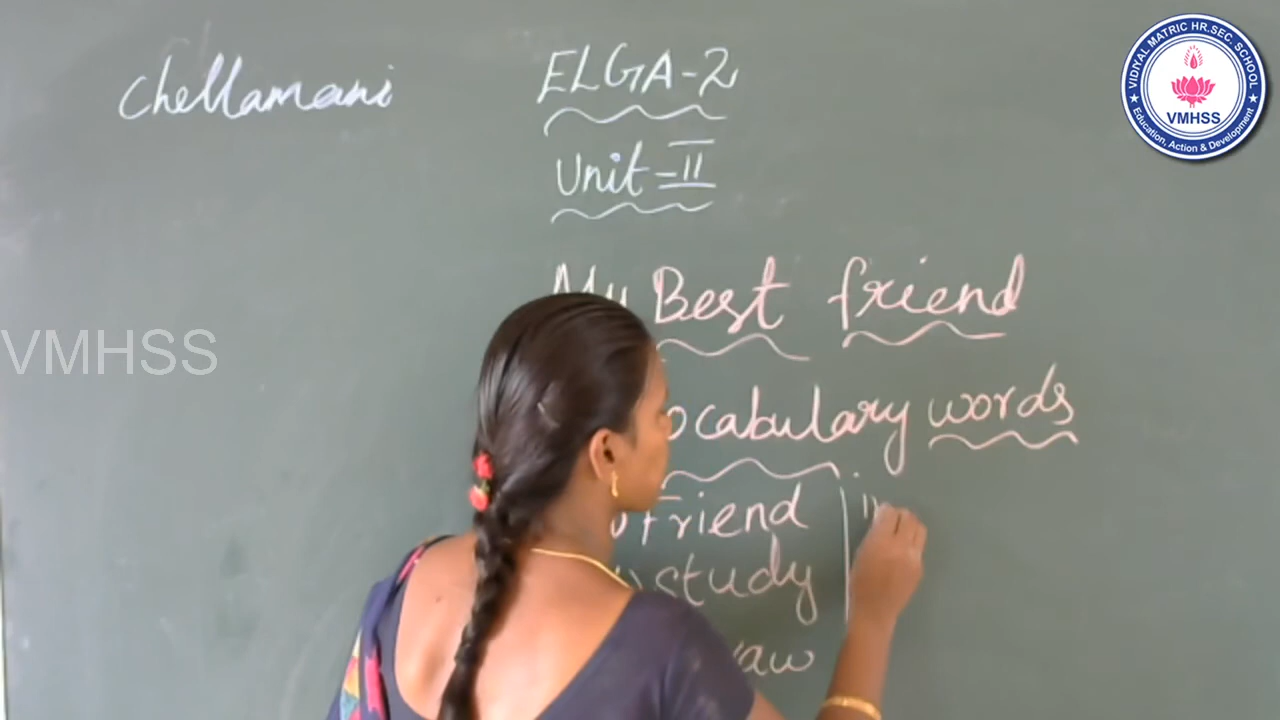 Chellamani
ELGA-2
Unit-II
My Best friend
ocabulary words
Friend
study
aw
VIDIYAL MATRIC HR.SEC. SCHOOL
VMHSS
Education, Action & Development
VMHSS